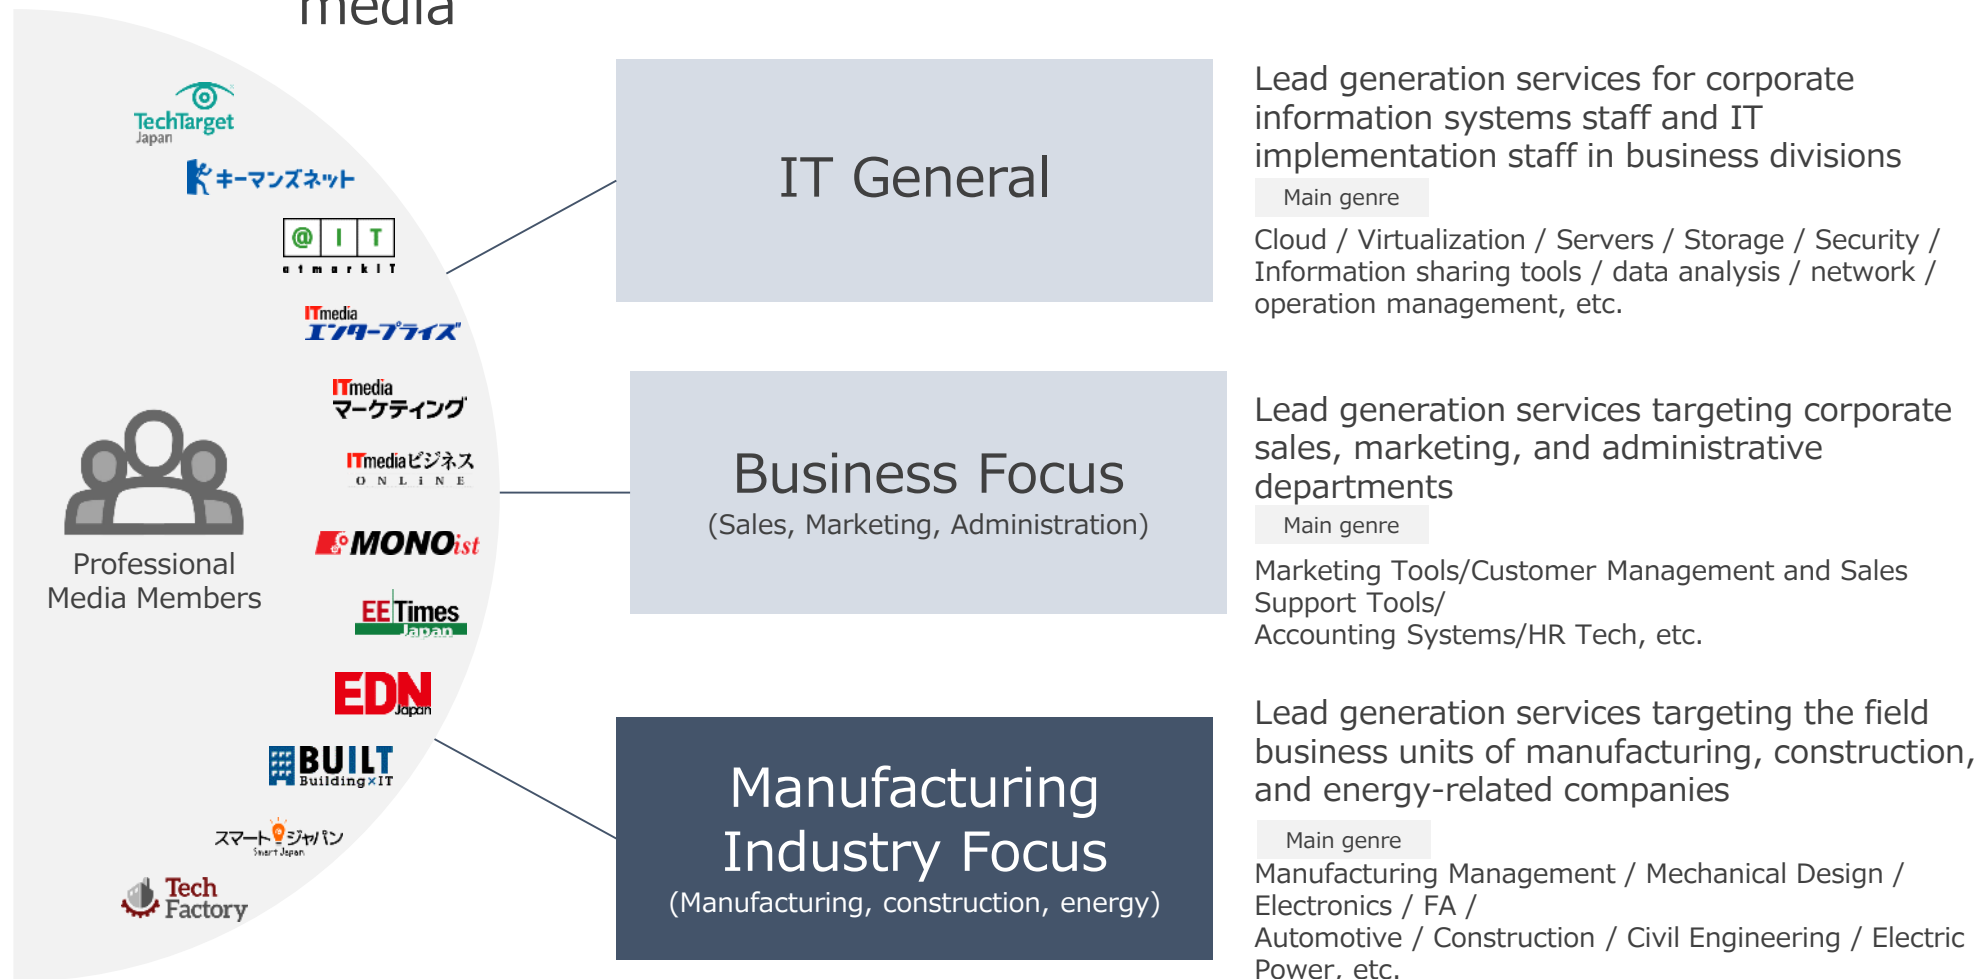 media
TechTarget
Japan
キーマンズネット
@IT
atmarkIT
ITmedia
エンタープライズ
ITmedia
マーケティング
ITmediaビジネス
ONLiNE
MONOist
EETimes
Japan
EDN
Japan
BUILT
Building×IT
スマートジャパン
Smart Japan
Tech
Factory
Professional
Media Members
IT General
Lead generation services for corporate
information systems staff and IT
implementation staff in business divisions
Main genre
Cloud / Virtualization / Servers / Storage / Security /
Information sharing tools / data analysis / network /
operation management, etc.
Business Focus
(Sales, Marketing, Administration)
Lead generation services targeting corporate
sales, marketing, and administrative
departments
Main genre
Marketing Tools/Customer Management and Sales
Support Tools/
Accounting Systems/HR Tech, etc.
Manufacturing
Industry Focus
(Manufacturing, construction, energy)
Lead generation services targeting the field
business units of manufacturing, construction,
and energy-related companies
Main genre
Manufacturing Management / Mechanical Design /
Electronics / FA /
Automotive / Construction / Civil Engineering / Electric
Power, etc.